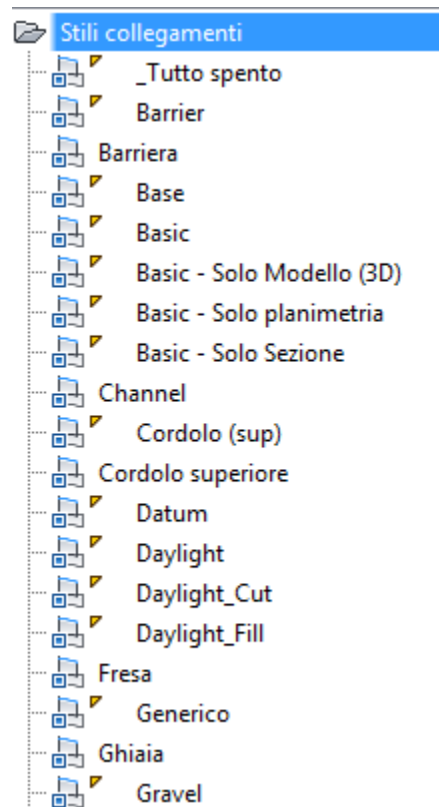 Stili collegamenti
_Tutto spento
Barrier
Barriera
Base
Basic
Basic - Solo Modello (3D)
Basic - Solo planimetria
Basic - Solo Sezione
Channel
Cordolo (sup)
Cordolo superiore
Datum
Daylight
Daylight_Cut
Daylight_Fill
Fresa
Generico
Ghiaia
Gravel